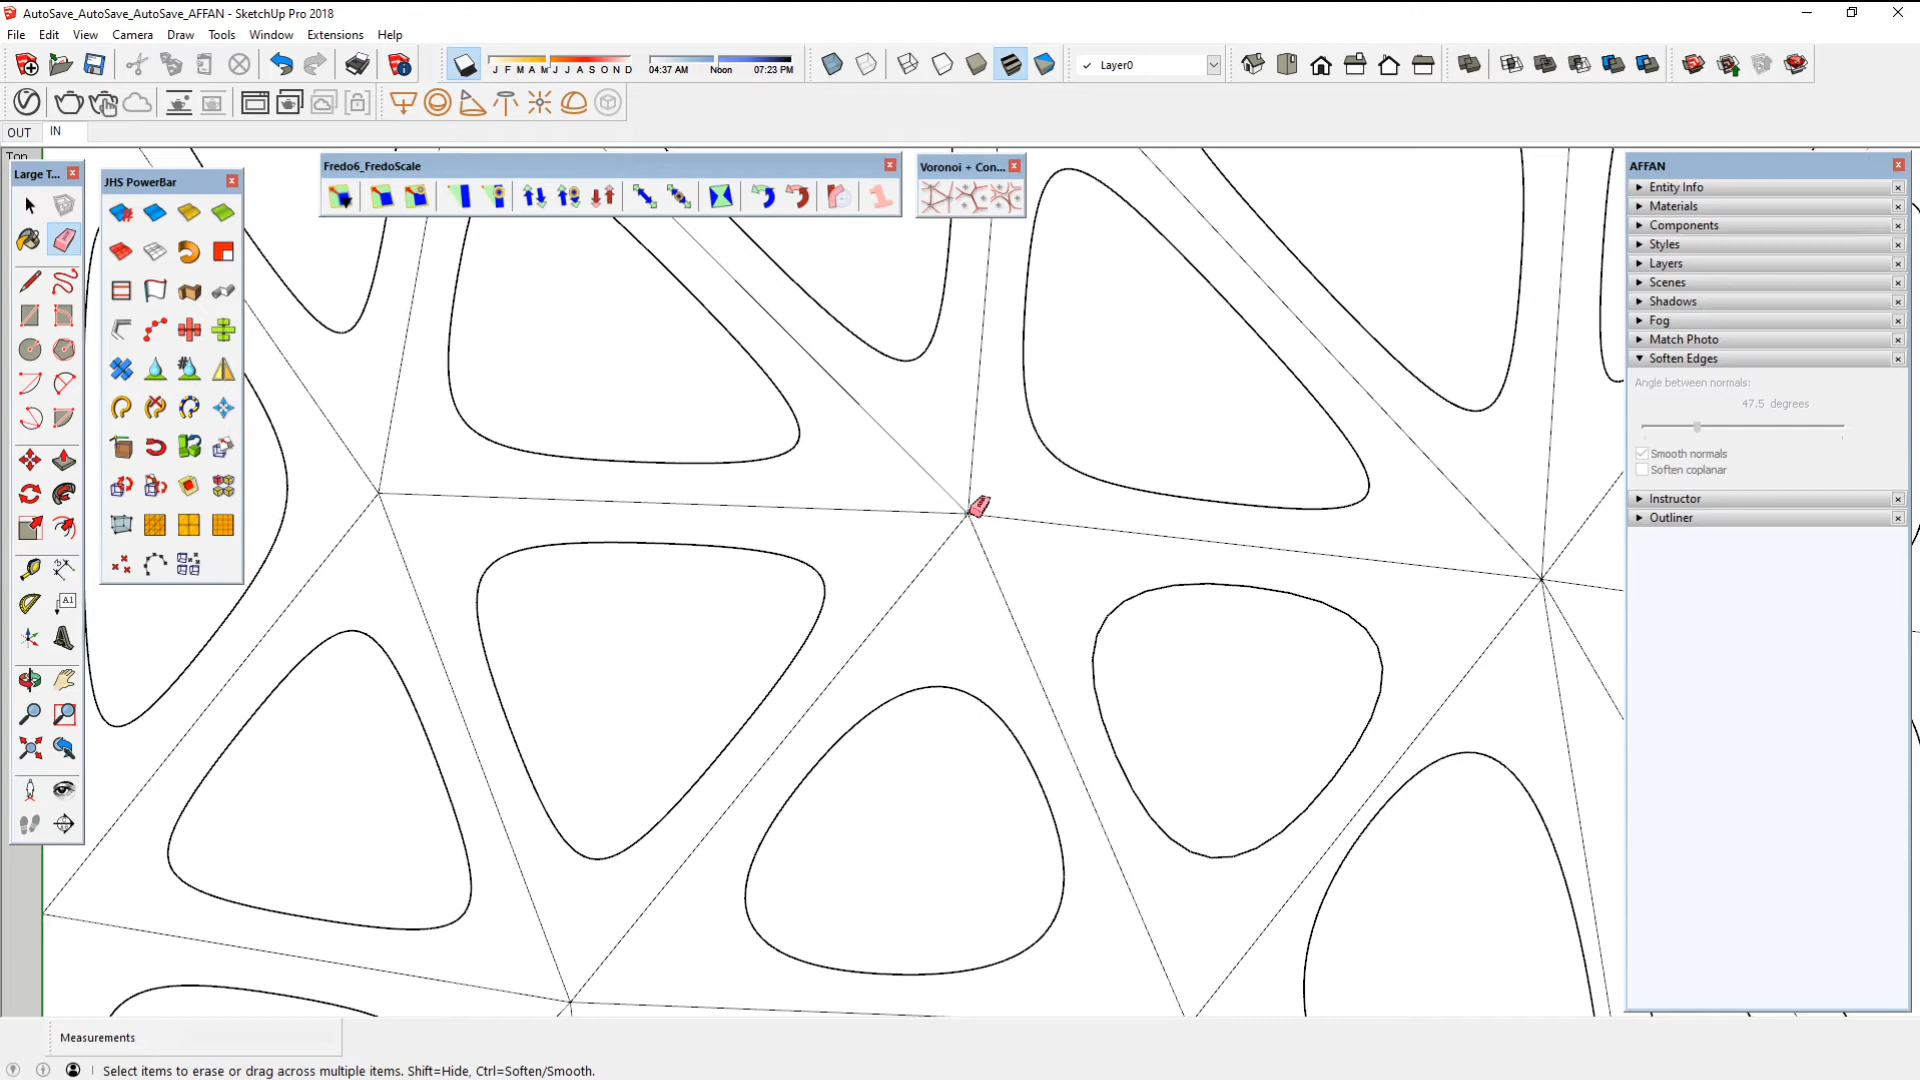 AutoSave_AutoSave_AutoSave_AFFAN - SketchUp Pro 2018
File Edit View Camera Draw Tools Window Extensions Help
J F M A M J J A S O N D
04:37 AM Noon 07:23 PM
Layer0
OUT IN
Top
Large T...
JHS PowerBar
Fredo6_FredoScale
Voronoi + Con...
A1
AFFAN
Entity Info
Materials
Components
Styles
Layers
Scenes
Shadows
Fog
Match Photo
Soften Edges
Angle between normals:
47.5 degrees
Smooth normals
Soften coplanar
Instructor
Outliner
Measurements
Select items to erase or drag across multiple items. Shift=Hide, Ctrl=Soften/Smooth.